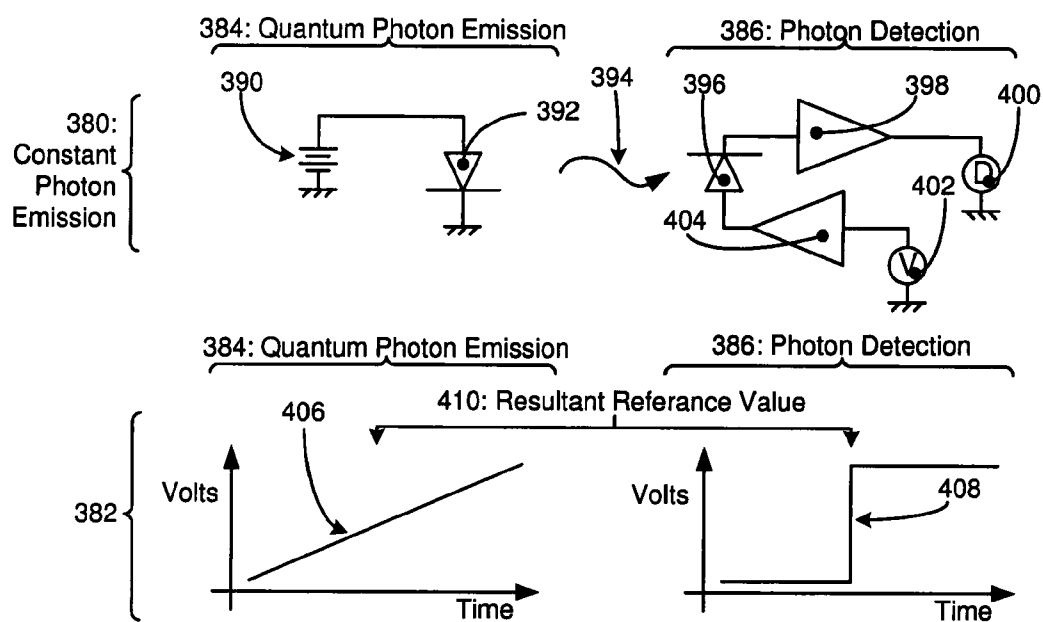 384: Quantum Photon Emission
386: Photon Detection
390
394
396
398
400
380:
Constant
Photon
Emission
392
D
402
404
V
384: Quantum Photon Emission
386: Photon Detection
410: Resultant Referance Value
406
Volts
Volts
408
382
Time
Time